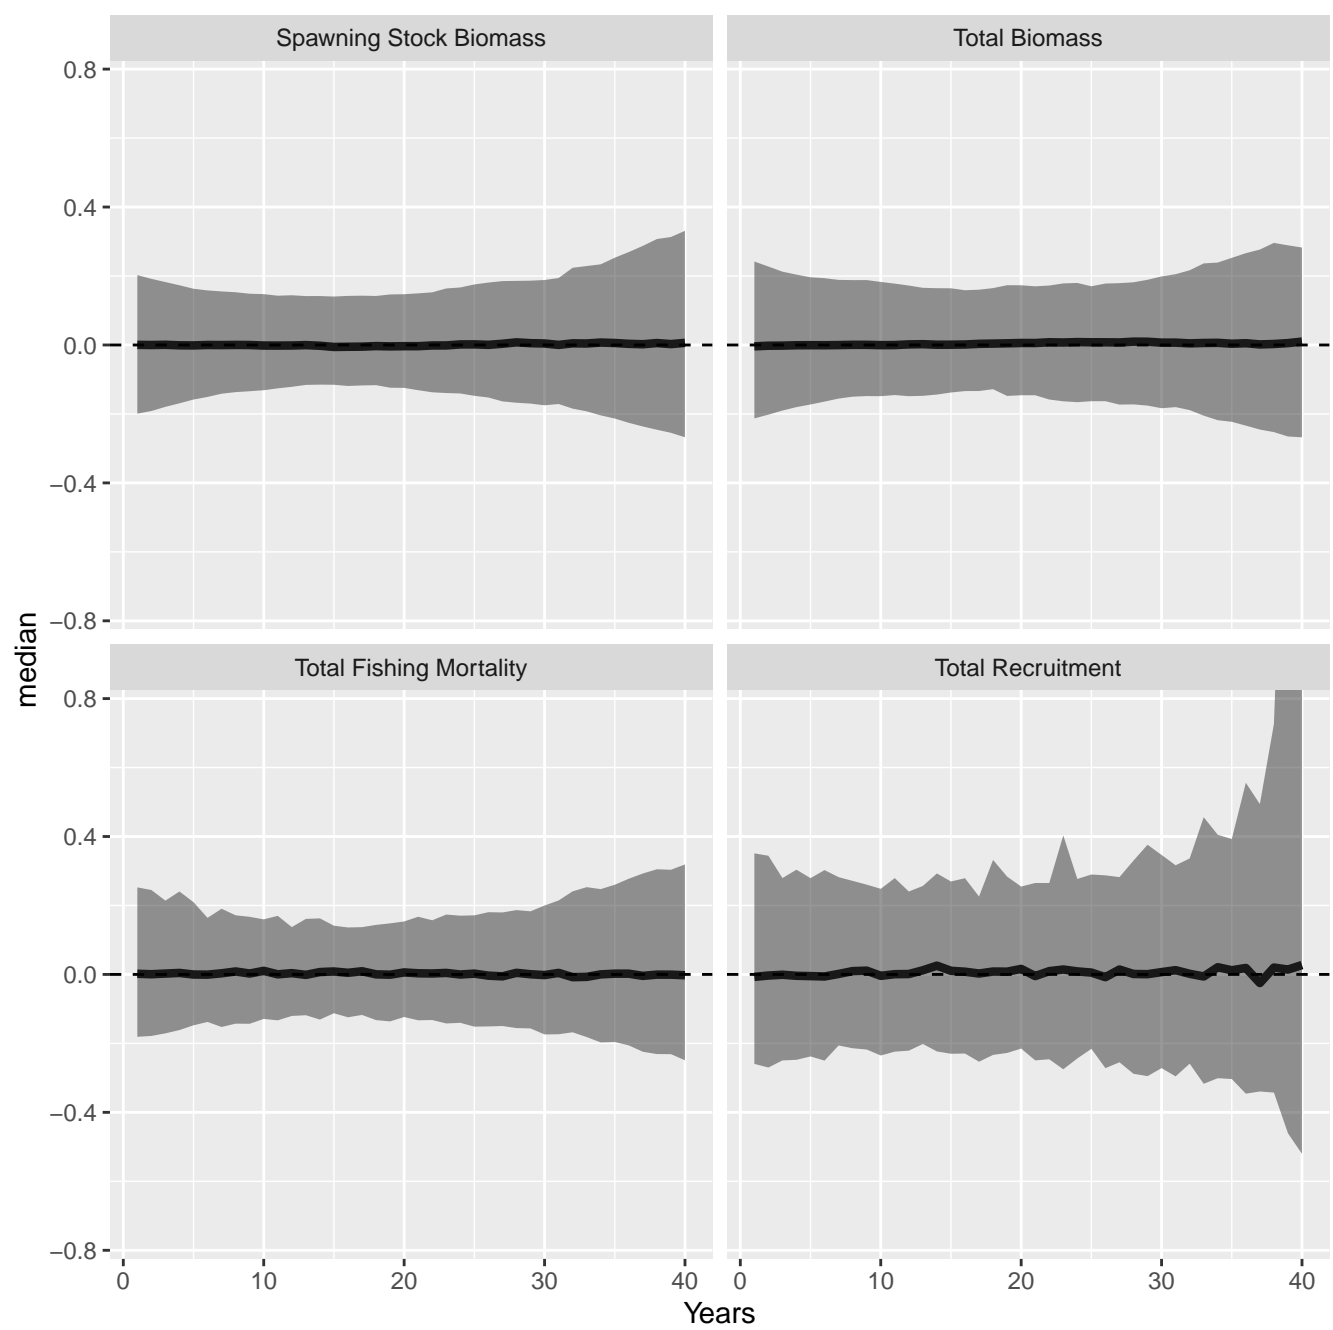 Spawning Stock Biomass
Total Biomass
0.8
0.4
0.0
−0.4
−0.8
median
Total Fishing Mortality
Total Recruitment
0.8
0.4
0.0
−0.4
−0.8
0 10 20 30 40
0 10 20 30 40
Years